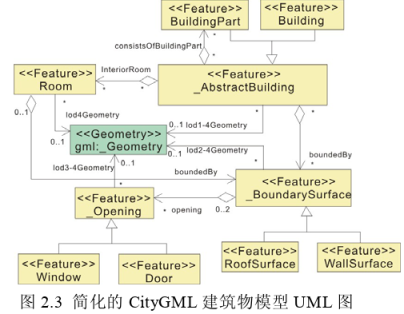 <<Feature>>
BuildingPart
<<Feature>>
Building
consistsOfBuildingPart
*
*
<<Feature>>
Room
InteriorRoom
*
*
<<Feature>>
_AbstractBuilding
0..1
*
lod4Geometry
0..1
<<Geometry>>
gml:_Geometry
0..1
lod1-4Geometry
*
*
0..1
lod2-4Geometry
0..1
lod3-4Geometry
*
boundedBy
boundedBy
*
*
*
<<Feature>>
_Opening
* opening
0..2
<<Feature>>
_BoundarySurface
<<Feature>>
Window
<<Feature>>
Door
<<Feature>>
RoofSurface
<<Feature>>
WallSurface
图 2.3 简化的 CityGML 建筑物模型 UML 图